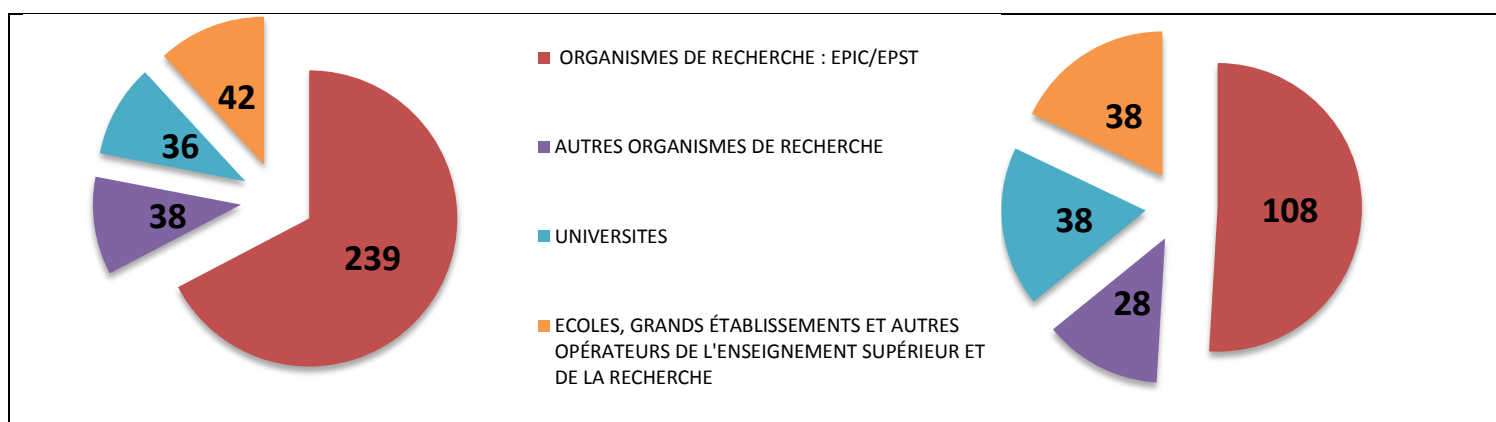 42
36
38
239
ORGANISMES DE RECHERCHE : EPIC/EPST
AUTRES ORGANISMES DE RECHERCHE
UNIVERSITES
ECOLES, GRANDS ÉTABLISSEMENTS ET AUTRES
OPÉRATEURS DE L'ENSEIGNEMENT SUPÉRIEUR ET
DE LA RECHERCHE
38
38
28
108